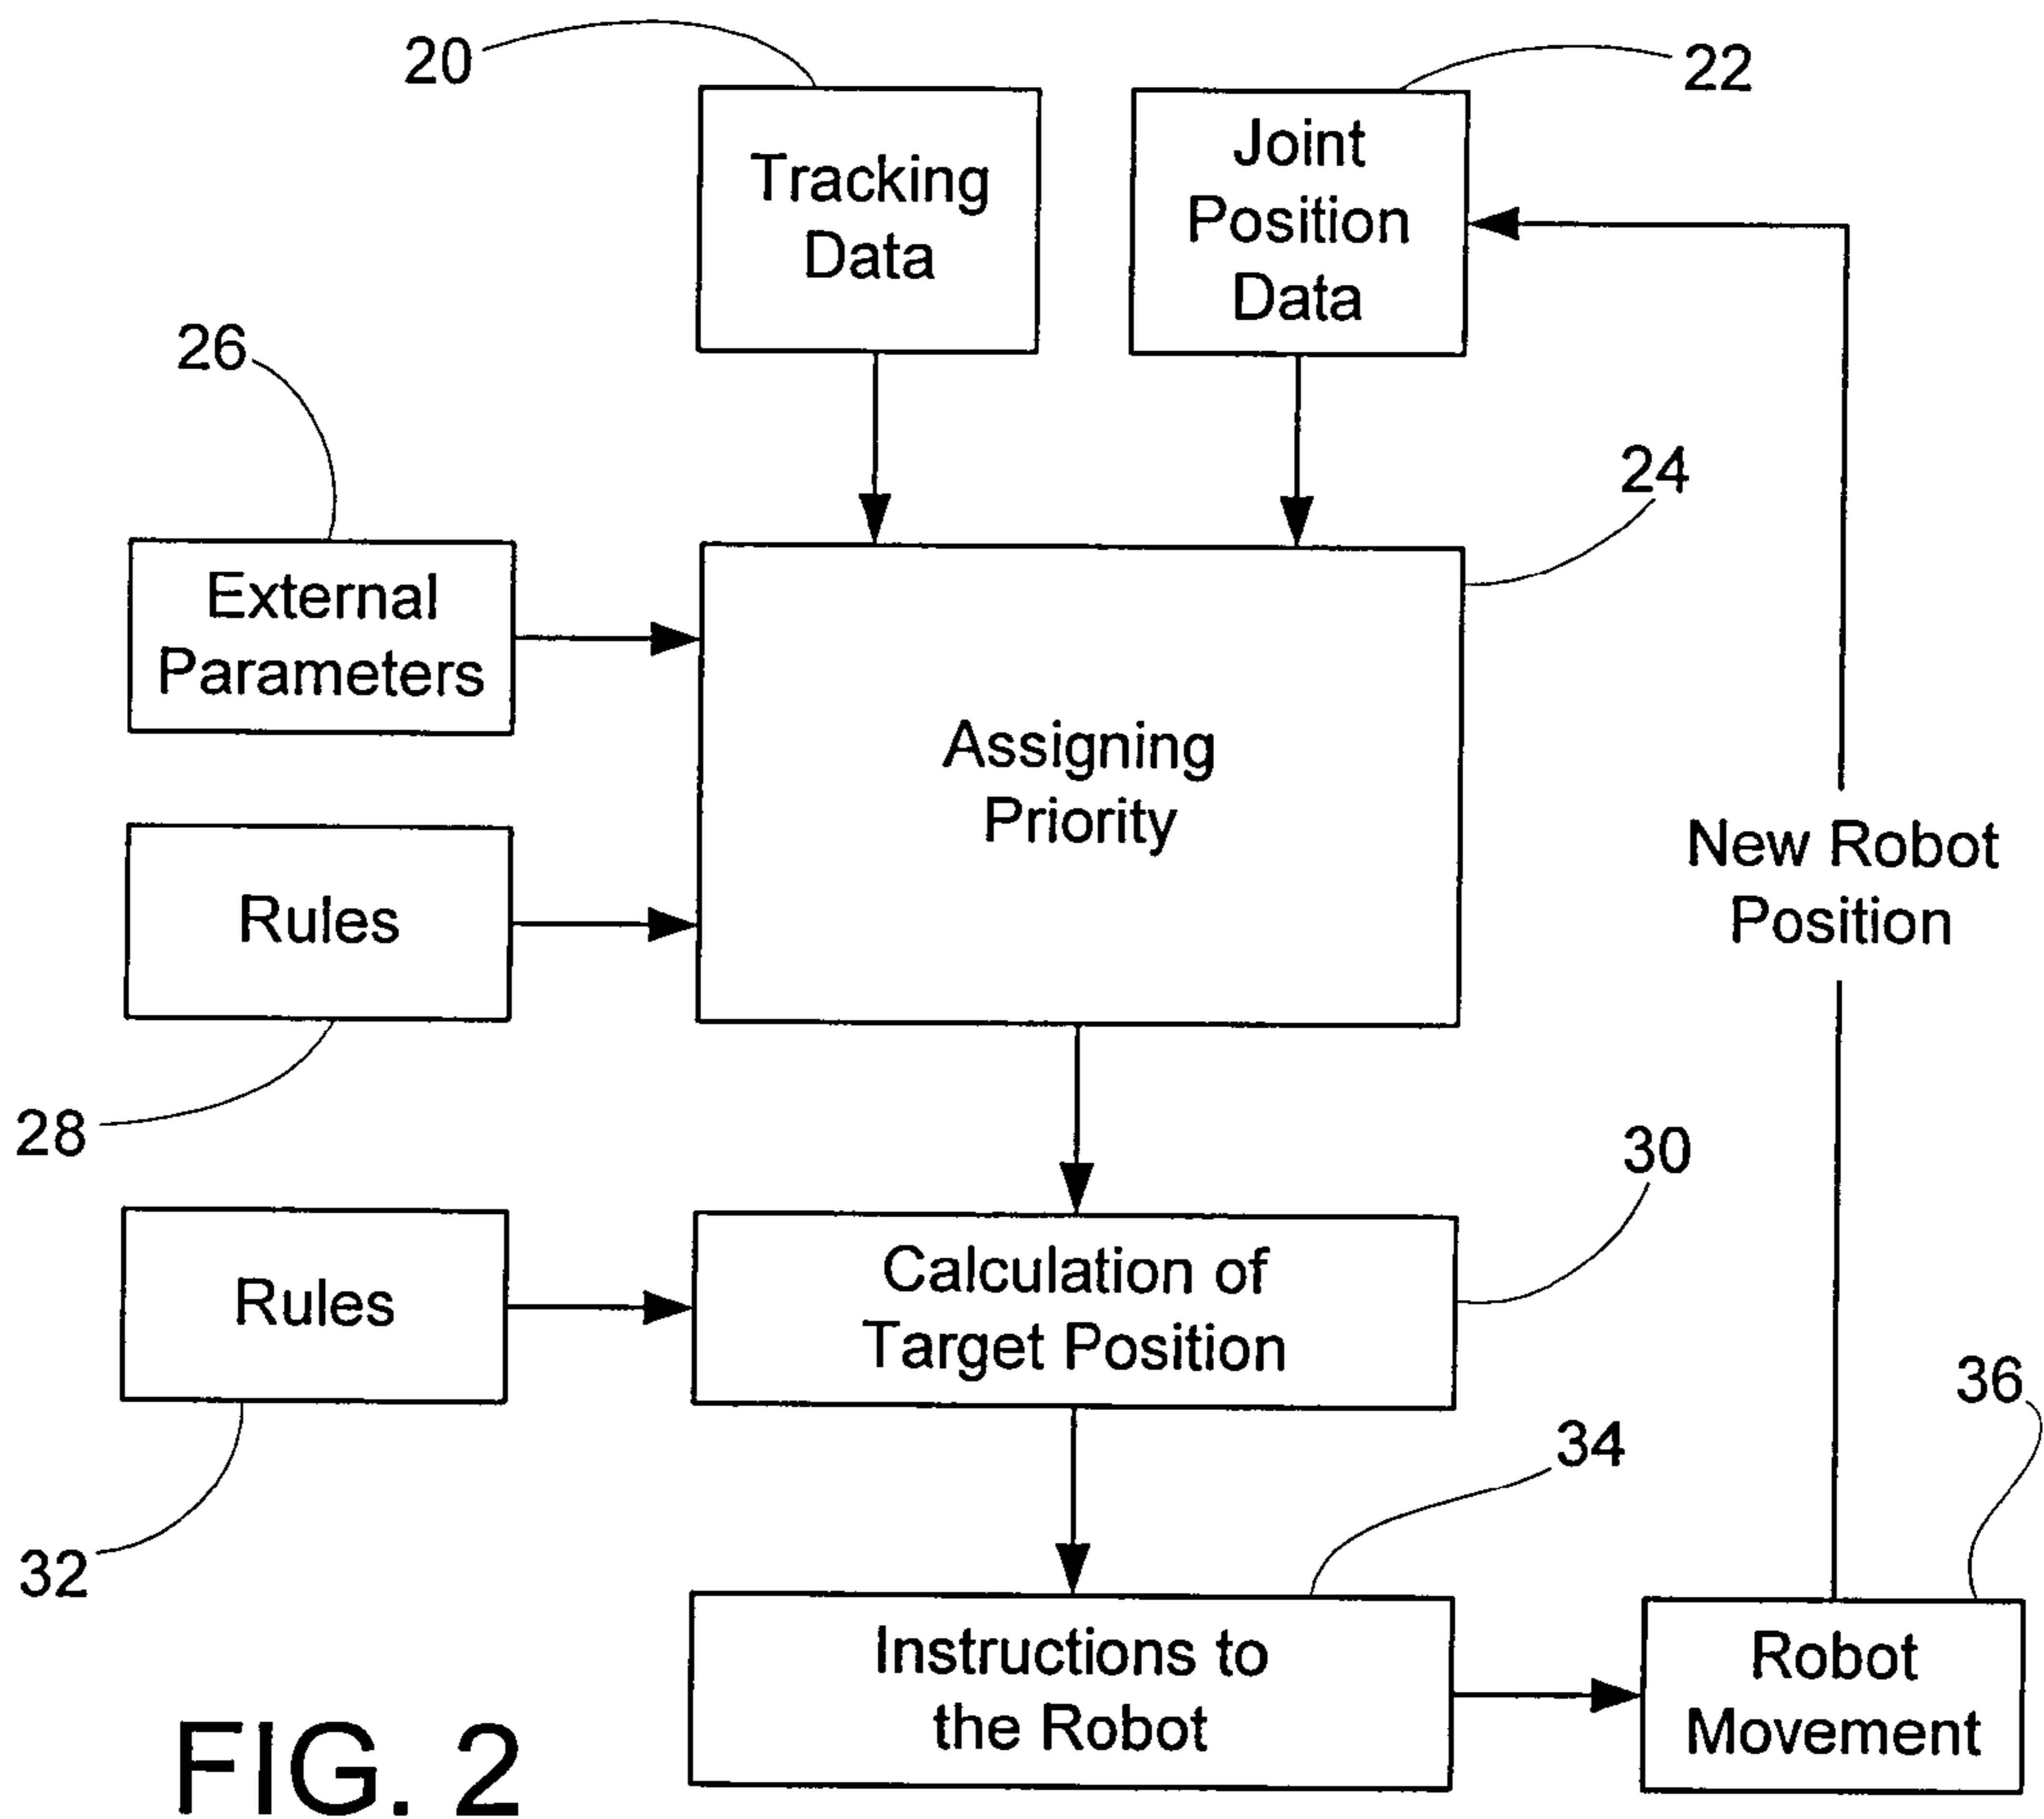 20
22
Tracking
Data
Joint
Position
Data
26
24
External
Parameters
Assigning
Priority
New Robot
Position
Rules
28
30
Rules
Calculation of
Target Position
36
34
32
Instructions to
the Robot
Robot
Movement
FIG. 2